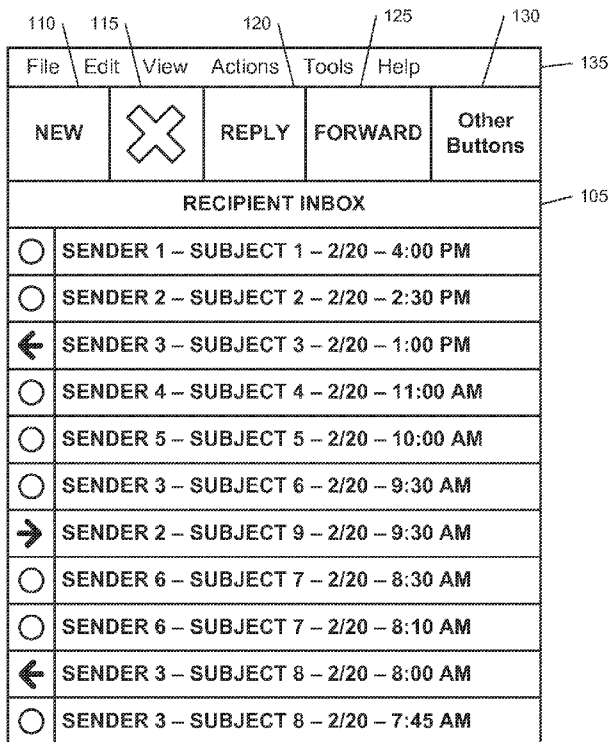 110 115 120 125 130
File Edit View Actions Tools Help 135
NEW REPLY FORWARD Other Buttons
RECIPIENT INBOX 105
SENDER 1 – SUBJECT 1 – 2/20 – 4:00 PM
SENDER 2 – SUBJECT 2 – 2/20 – 2:30 PM
SENDER 3 – SUBJECT 3 – 2/20 – 1:00 PM
SENDER 4 – SUBJECT 4 – 2/20 – 11:00 AM
SENDER 5 – SUBJECT 5 – 2/20 – 10:00 AM
SENDER 3 – SUBJECT 6 – 2/20 – 9:30 AM
SENDER 2 – SUBJECT 9 – 2/20 – 9:30 AM
SENDER 6 – SUBJECT 7 – 2/20 – 8:30 AM
SENDER 6 – SUBJECT 7 – 2/20 – 8:10 AM
SENDER 3 – SUBJECT 8 – 2/20 – 8:00 AM
SENDER 3 – SUBJECT 8 – 2/20 – 7:45 AM